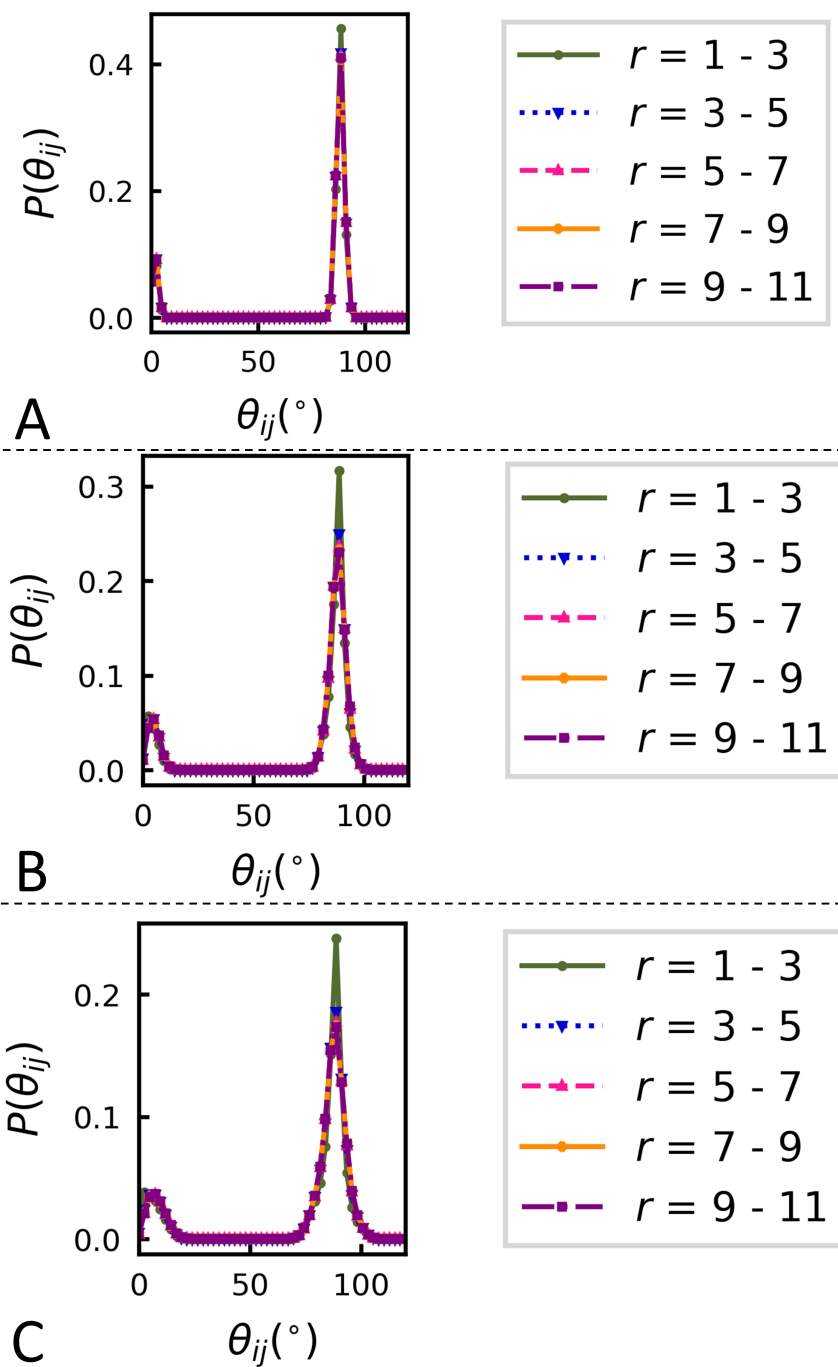 0.4
0.2
0.0
P(θij)
0 50 100
θij(°)
r = 1 - 3
r = 3 - 5
r = 5 - 7
r = 7 - 9
r = 9 - 11
A
0.3
0.2
0.1
0.0
P(θij)
0 50 100
θij(°)
r = 1 - 3
r = 3 - 5
r = 5 - 7
r = 7 - 9
r = 9 - 11
B
0.2
0.1
0.0
P(θij)
0 50 100
θij(°)
r = 1 - 3
r = 3 - 5
r = 5 - 7
r = 7 - 9
r = 9 - 11
C